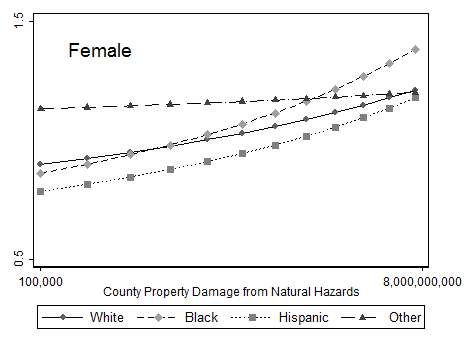 1.5
Female
0.5
100,000 8,000,000,000
County Property Damage from Natural Hazards
White Black Hispanic Other